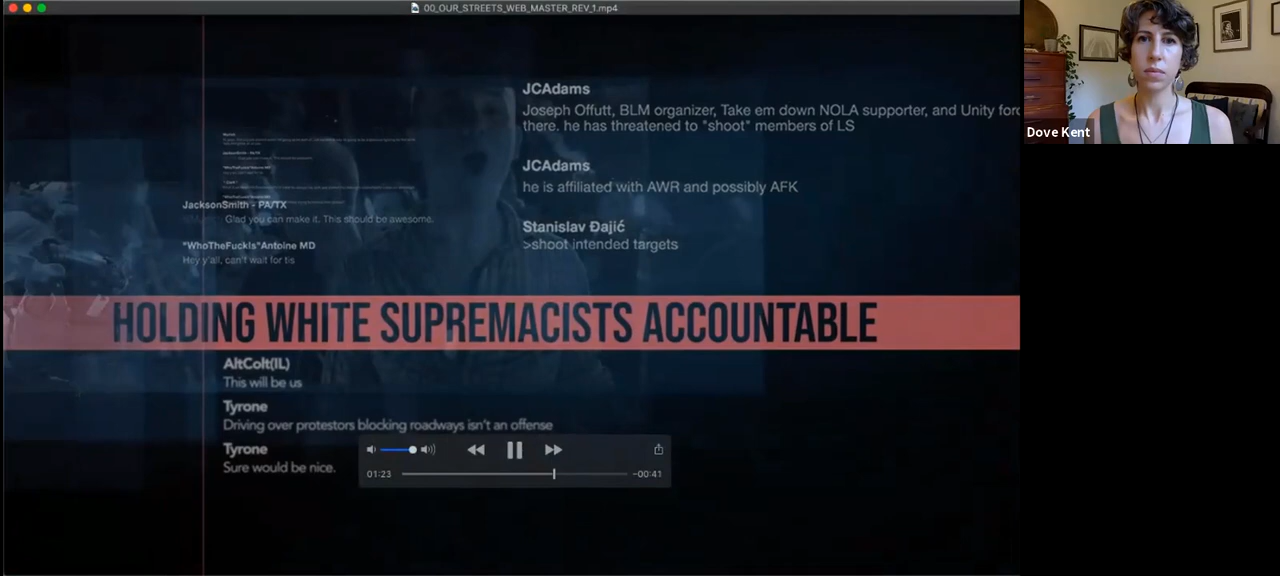 00_OUR_STREETS_WEB_MASTER_REV_1.mp4
Dove Kent
JCAdams
Joseph Offutt, BLM organizer, Take em down NOLA supporter, and Unity forc
there. he has threatened to "shoot" members of LS
JCAdams
he is affiliated with AWR and possibly AFK
Stanislav Đajić
>shoot intended targets
JacksonSmith - PA/TX
Glad you can make it. This should be awesome.
"WhoTheFuckIs"Antoine MD
Hey y'all, can't wait for tis
HOLDING WHITE SUPREMACISTS ACCOUNTABLE
AltColt(IL)
This will be us
Tyrone
Driving over protestors blocking roadways isn't an offense
Tyrone
Sure would be nice.
01:23
-00:41